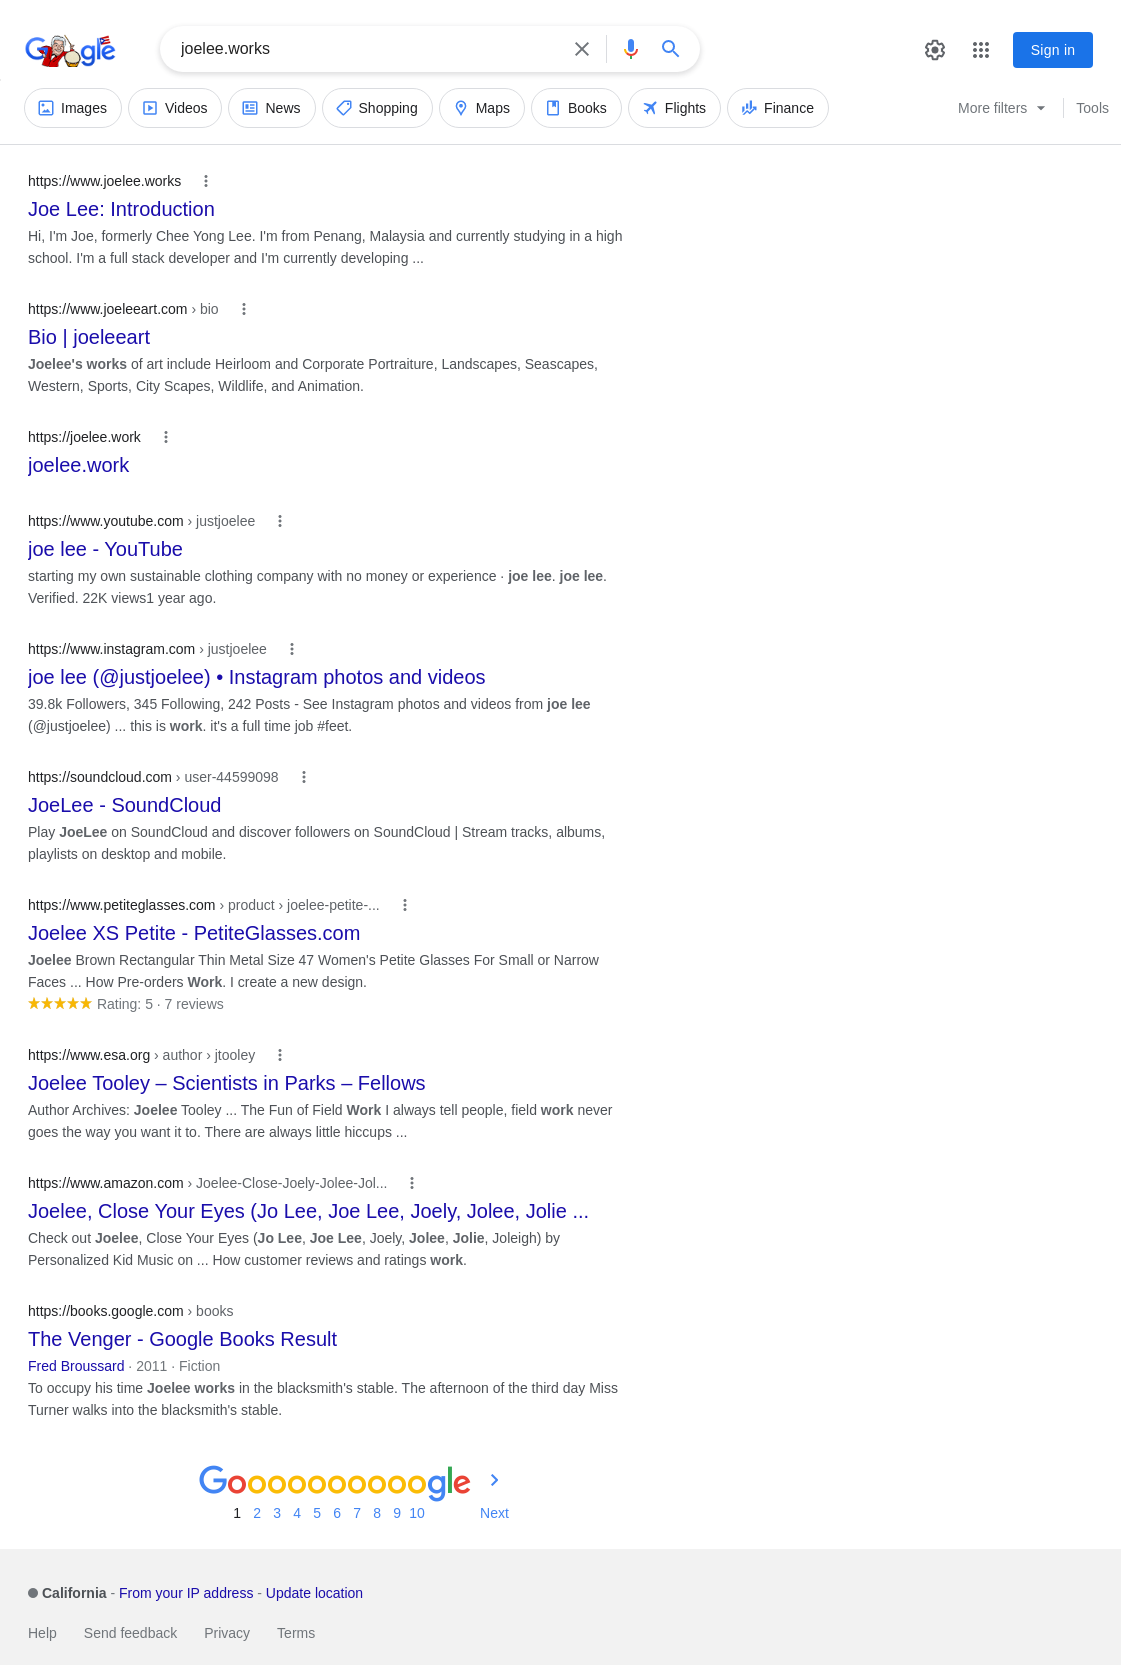 Google
joelee.works
Sign in
Images Videos News Shopping Maps Books Flights Finance More filters Tools
https://www.joelee.works
Joe Lee: Introduction
Hi, I'm Joe, formerly Chee Yong Lee. I'm from Penang, Malaysia and currently studying in a high
school. I'm a full stack developer and I'm currently developing ...
https://www.joeleeart.com › bio
Bio | joeleeart
Joelee's works of art include Heirloom and Corporate Portraiture, Landscapes, Seascapes,
Western, Sports, City Scapes, Wildlife, and Animation.
https://joelee.work
joelee.work
https://www.youtube.com › justjoelee
joe lee - YouTube
starting my own sustainable clothing company with no money or experience · joe lee. joe lee.
Verified. 22K views1 year ago.
https://www.instagram.com › justjoelee
joe lee (@justjoelee) • Instagram photos and videos
39.8k Followers, 345 Following, 242 Posts - See Instagram photos and videos from joe lee
(@justjoelee) ... this is work. it's a full time job #feet.
https://soundcloud.com › user-44599098
JoeLee - SoundCloud
Play JoeLee on SoundCloud and discover followers on SoundCloud | Stream tracks, albums,
playlists on desktop and mobile.
https://www.petiteglasses.com › product › joelee-petite-...
Joelee XS Petite - PetiteGlasses.com
Joelee Brown Rectangular Thin Metal Size 47 Women's Petite Glasses For Small or Narrow
Faces ... How Pre-orders Work. I create a new design.
Rating: 5 · 7 reviews
https://www.esa.org › author › jtooley
Joelee Tooley – Scientists in Parks – Fellows
Author Archives: Joelee Tooley ... The Fun of Field Work I always tell people, field work never
goes the way you want it to. There are always little hiccups ...
https://www.amazon.com › Joelee-Close-Joely-Jolee-Jol...
Joelee, Close Your Eyes (Jo Lee, Joe Lee, Joely, Jolee, Jolie ...
Check out Joelee, Close Your Eyes (Jo Lee, Joe Lee, Joely, Jolee, Jolie, Joleigh) by
Personalized Kid Music on ... How customer reviews and ratings work.
https://books.google.com › books
The Venger - Google Books Result
Fred Broussard · 2011 · Fiction
To occupy his time Joelee works in the blacksmith's stable. The afternoon of the third day Miss
Turner walks into the blacksmith's stable.
Goooooooooogle
1 2 3 4 5 6 7 8 9 10 Next
California - From your IP address - Update location
Help Send feedback Privacy Terms